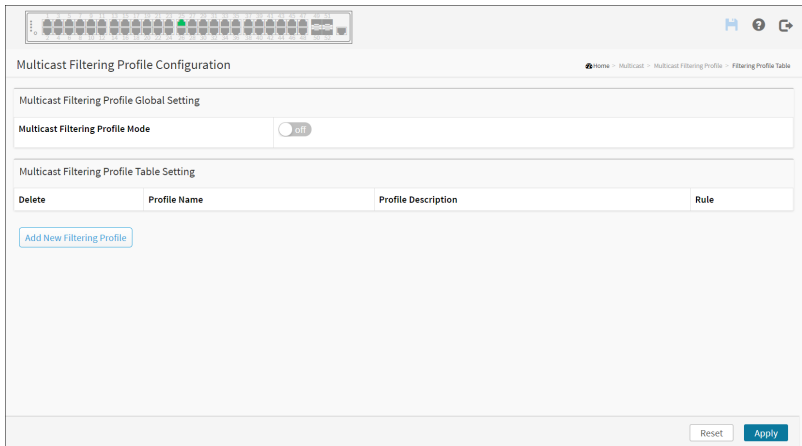 Multicast Filtering Profile Configuration
Home > Multicast > Multicast Filtering Profile > Filtering Profile Table
Multicast Filtering Profile Global Setting
Multicast Filtering Profile Mode off
Multicast Filtering Profile Table Setting
Delete Profile Name Profile Description Rule
Add New Filtering Profile
Reset Apply